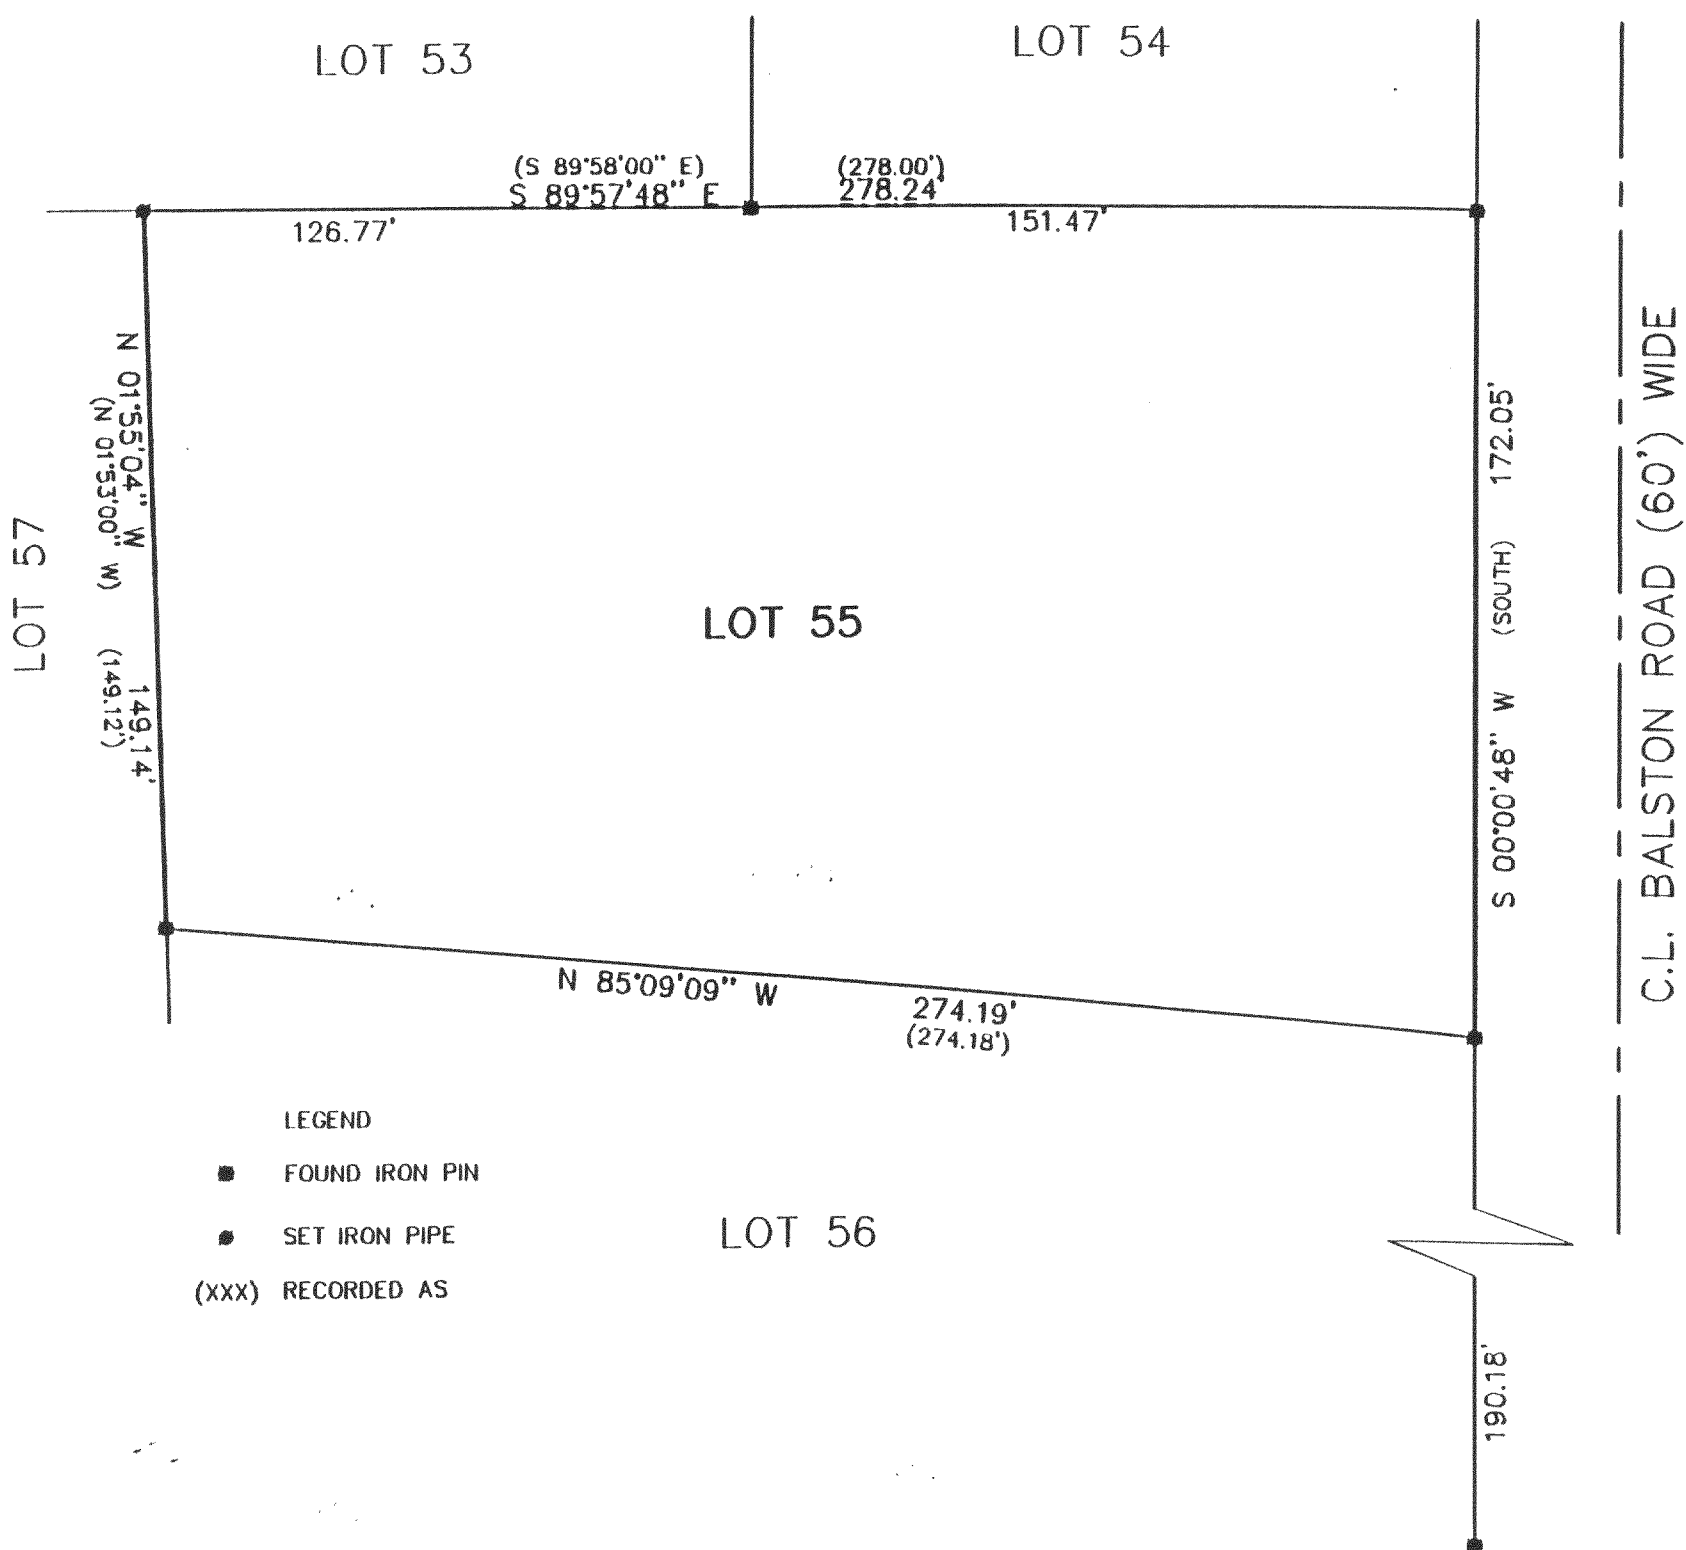 LOT 53
LOT 54
(S 89°58'00" E)
(278.00')
S 89°57'48" E
278.24'
126.77'
151.47'
N 01°55'04" W
149.14'
(N 01°53'00" W)
(149.12')
LOT 57
LOT 55
S 00°00'48" W (SOUTH) 172.05'
C.L. BALSTON ROAD (60') WIDE
N 85°09'09" W
274.19'
(274.18')
LEGEND
FOUND IRON PIN
SET IRON PIPE
(XXX) RECORDED AS
LOT 56
190.18'